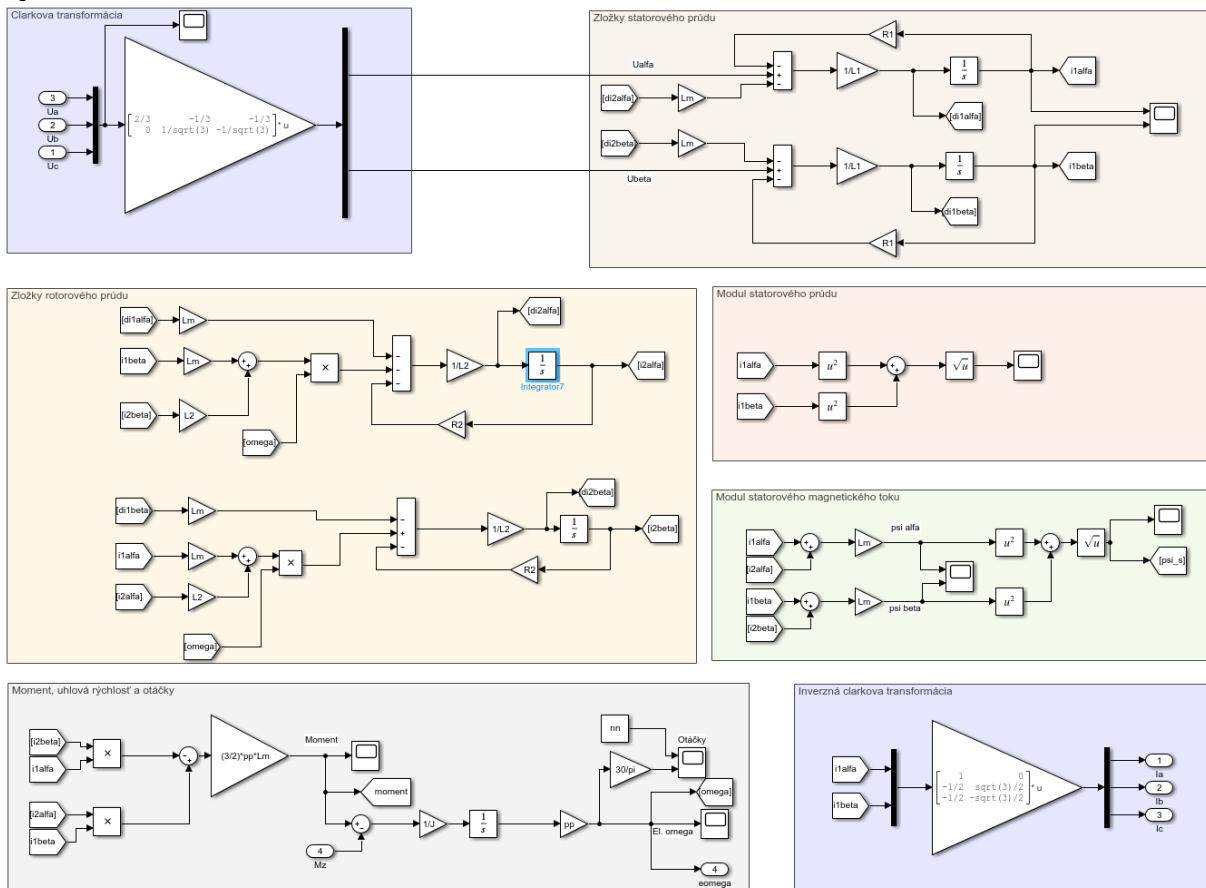 Clarkova transformácia
3
Ua
2
Ub
1
Uc
2/3 -1/3 -1/3
0 1/sqrt(3) -1/sqrt(3)
* u
Ualfa
Ubeta
Zložky statorového prúdu
R1
[di2alfa]
Lm
1/L1
1
s
i1alfa
[di1alfa]
[di2beta]
Lm
1/L1
1
s
i1beta
[di1beta]
R1
Zložky rotorového prúdu
[di1alfa]
Lm
[di2alfa]
i1beta
Lm
×
1/L2
1
s
Integrator7
[i2alfa]
[i2beta]
L2
R2
[omega]
[di1beta]
Lm
[di2beta]
1/L2
1
s
[i2beta]
i1alfa
Lm
×
R2
[i2alfa]
L2
[omega]
Modul statorového prúdu
i1alfa
u²
√u
i1beta
u²
Modul statorového magnetického toku
i1alfa
[i2alfa]
Lm
psi alfa
u²
√u
[psi_s]
i1beta
[i2beta]
Lm
psi beta
u²
Moment, uhlová rýchlosť a otáčky
[i2beta]
i1alfa
×
[i2alfa]
i1beta
×
(3/2)*pp*Lm
Moment
moment
4
Mz
1/J
1
s
pp
nn
Otáčky
30/pi
[omega]
El. omega
4
eomega
Inverzná clarkova transformácia
i1alfa
i1beta
1 0
-1/2 sqrt(3)/2
-1/2 -sqrt(3)/2
* u
1
Ia
2
Ib
3
Ic